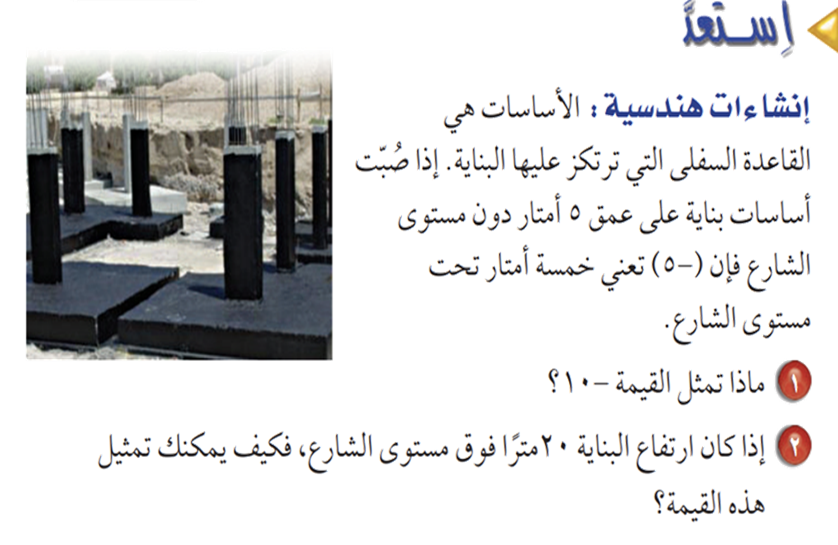 إِستعدَّ
إنشاءات هندسية: الأساسات هي
القاعدة السفلى التي ترتكز عليها البناية. إذا صُبّت
أساسات بناية على عمق ٥ أمتار دون مستوى
الشارع فإن (-٥) تعني خمسة أمتار تحت
مستوى الشارع.
١ ماذا تمثل القيمة -١٠؟
٢ إذا كان ارتفاع البناية ٢٠ مترًا فوق مستوى الشارع، فكيف يمكنك تمثيل
هذه القيمة؟